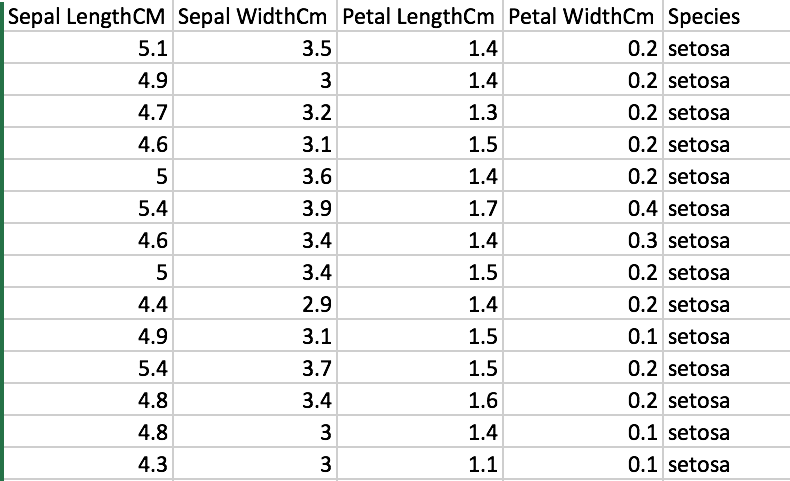 Sepal LengthCM Sepal WidthCm Petal LengthCm Petal WidthCm Species
5.1 3.5 1.4 0.2 setosa
4.9 3 1.4 0.2 setosa
4.7 3.2 1.3 0.2 setosa
4.6 3.1 1.5 0.2 setosa
5 3.6 1.4 0.2 setosa
5.4 3.9 1.7 0.4 setosa
4.6 3.4 1.4 0.3 setosa
5 3.4 1.5 0.2 setosa
4.4 2.9 1.4 0.2 setosa
4.9 3.1 1.5 0.1 setosa
5.4 3.7 1.5 0.2 setosa
4.8 3.4 1.6 0.2 setosa
4.8 3 1.4 0.1 setosa
4.3 3 1.1 0.1 setosa